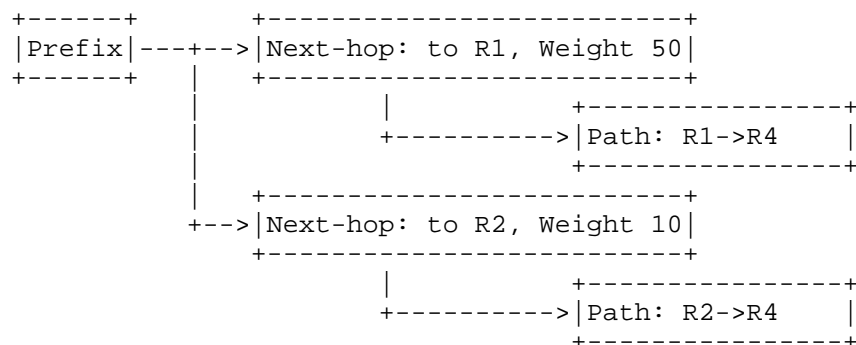 Prefix
Next-hop: to R1, Weight 50
Path: R1->R4
Next-hop: to R2, Weight 10
Path: R2->R4